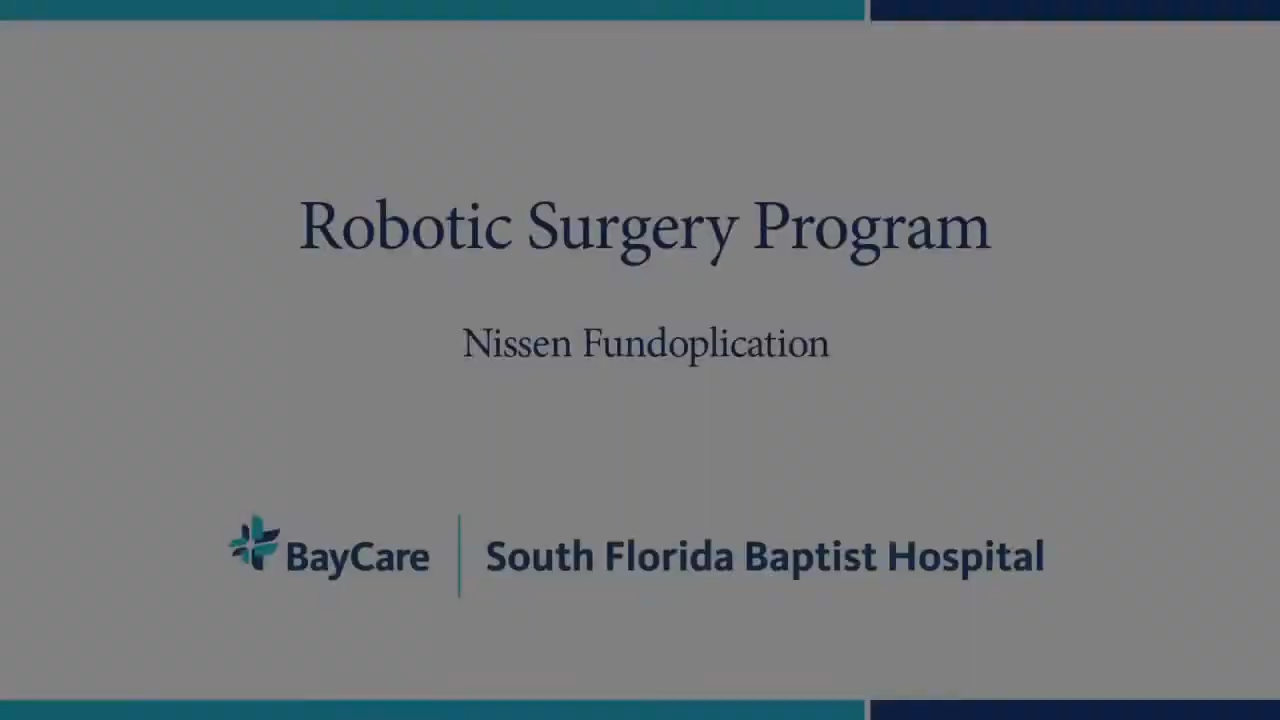 Robotic Surgery Program
Nissen Fundoplication
BayCare | South Florida Baptist Hospital